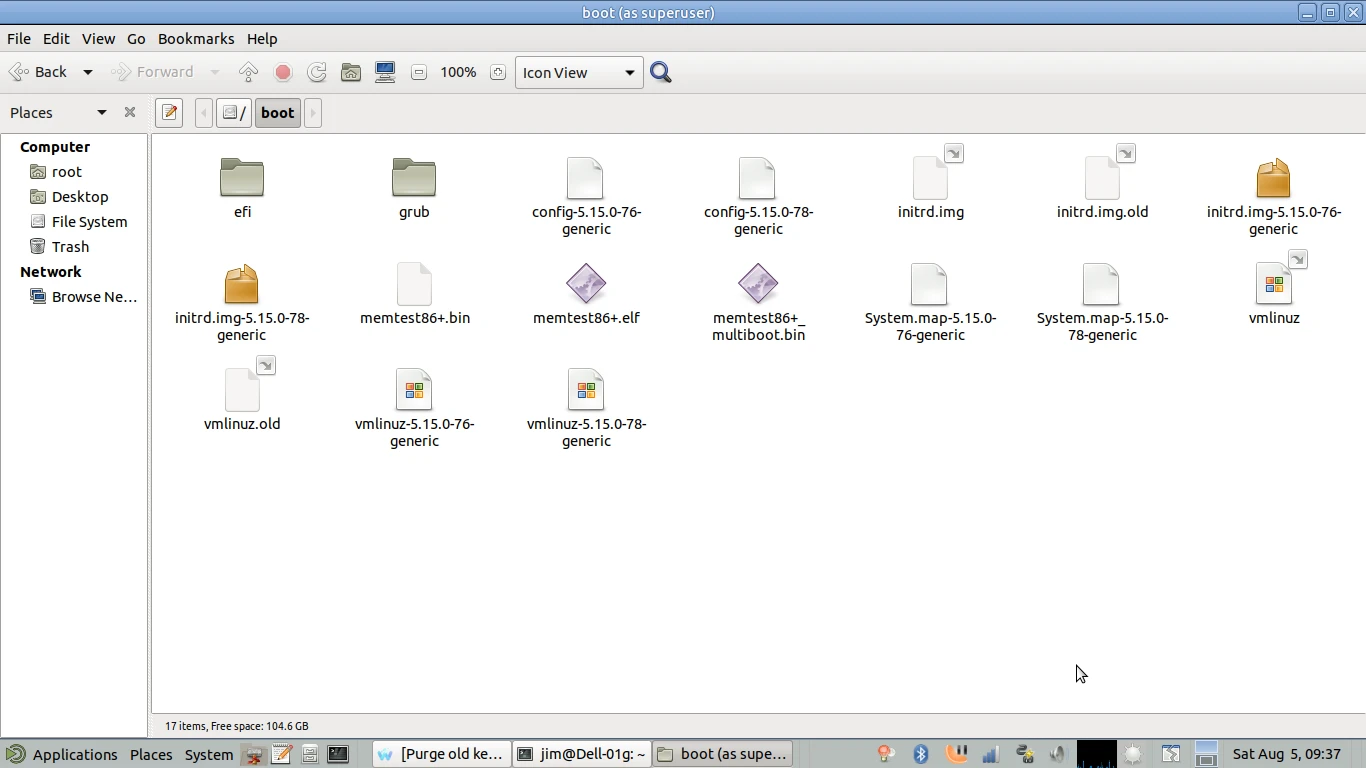 boot (as superuser)
File Edit View Go Bookmarks Help
Back Forward 100% Icon View
Places / boot
Computer
root
Desktop
File System
Trash
Network
Browse Ne...
efi grub config-5.15.0-76-generic config-5.15.0-78-generic initrd.img initrd.img.old initrd.img-5.15.0-76-generic
initrd.img-5.15.0-78-generic memtest86+.bin memtest86+.elf memtest86+_multiboot.bin System.map-5.15.0-76-generic System.map-5.15.0-78-generic vmlinuz
vmlinuz.old vmlinuz-5.15.0-76-generic vmlinuz-5.15.0-78-generic
17 items, Free space: 104.6 GB
Applications Places System [Purge old ke... jim@Dell-01g: ~ boot (as supe... Sat Aug 5, 09:37